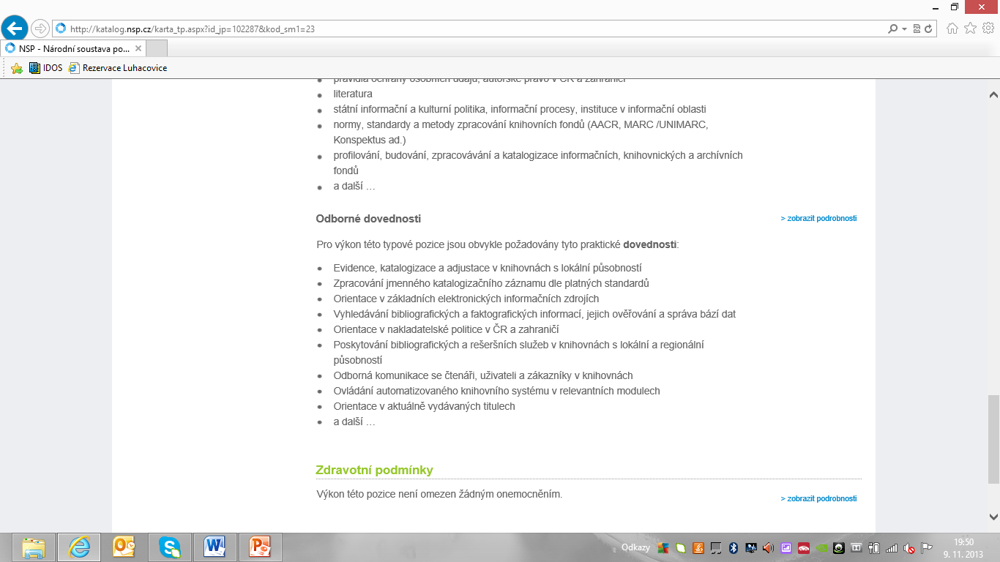 http://katalog.nsp.cz/karta_tp.aspx?id_jp=102287&kod_sm1=23
NSP - Národní soustava po...
IDOS
Rezervace Luhacovice
pravidla ochrany osobních údajů, autorské právo v ČR a zahraničí
literatura
státní informační a kulturní politika, informační procesy, instituce v informační oblasti
normy, standardy a metody zpracování knihovních fondů (AACR, MARC /UNIMARC,
Konspektus ad.)
profilování, budování, zpracovávání a katalogizace informačních, knihovnických a archívních
fondů
a další …
Odborné dovednosti
> zobrazit podrobnosti
Pro výkon této typové pozice jsou obvykle požadovány tyto praktické dovednosti:
Evidence, katalogizace a adjustace v knihovnách s lokální působností
Zpracování jmenného katalogizačního záznamu dle platných standardů
Orientace v základních elektronických informačních zdrojích
Vyhledávání bibliografických a faktografických informací, jejich ověřování a správa bází dat
Orientace v nakladatelské politice v ČR a zahraničí
Poskytování bibliografických a rešeršních služeb v knihovnách s lokální a regionální
působností
Odborná komunikace se čtenáři, uživateli a zákazníky v knihovnách
Ovládání automatizovaného knihovního systému v relevantních modulech
Orientace v aktuálně vydávaných titulech
a další …
Zdravotní podmínky
Výkon této pozice není omezen žádným onemocněním.
> zobrazit podrobnosti
Odkazy
19:50
9. 11. 2013